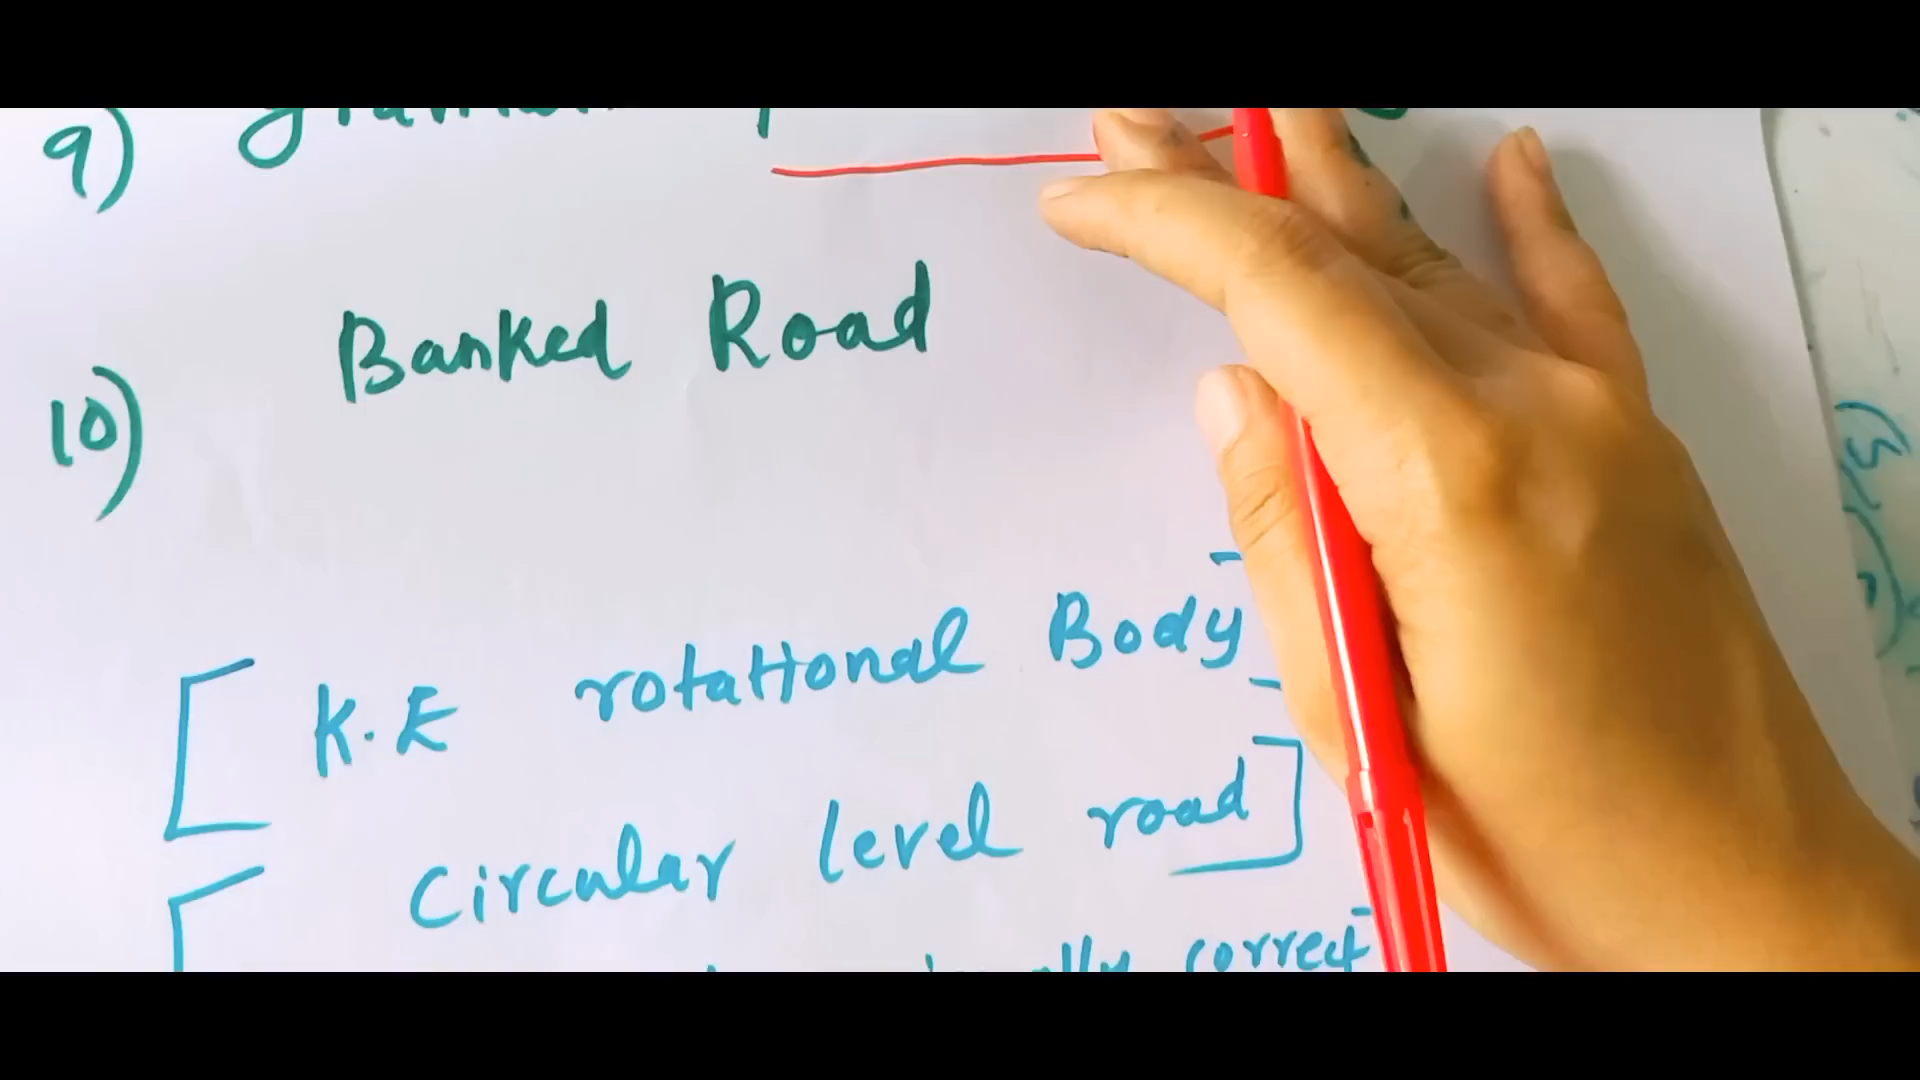 9)
Banked Road
10)
K.E rotational Body
Circular level road
correct